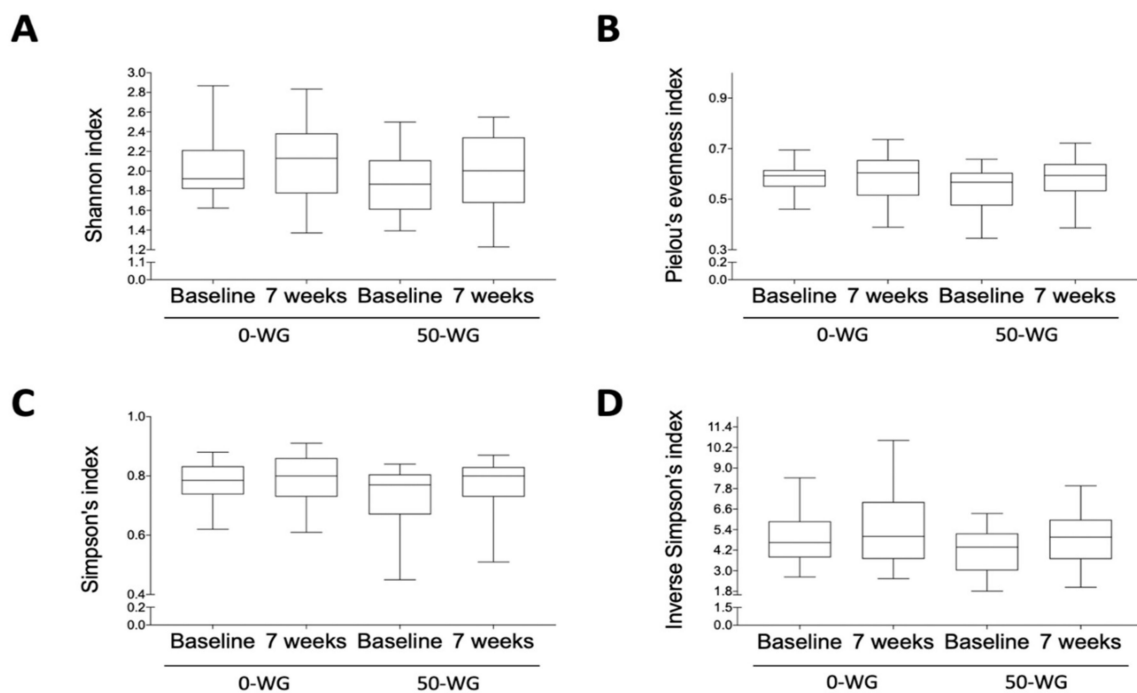 A
Shannon index
3.0
2.8
2.6
2.4
2.2
2.0
1.8
1.6
1.4
1.2
1.1
0.0
Baseline 7 weeks Baseline 7 weeks
0-WG 50-WG
B
Pielou's evenness index
0.9
0.7
0.5
0.3
0.2
0.0
Baseline 7 weeks Baseline 7 weeks
0-WG 50-WG
C
Simpson's index
1.0
0.8
0.6
0.4
0.2
0.0
Baseline 7 weeks Baseline 7 weeks
0-WG 50-WG
D
Inverse Simpson's index
11.4
10.2
9.0
7.8
6.6
5.4
4.2
3.0
1.8
1.5
0.0
Baseline 7 weeks Baseline 7 weeks
0-WG 50-WG